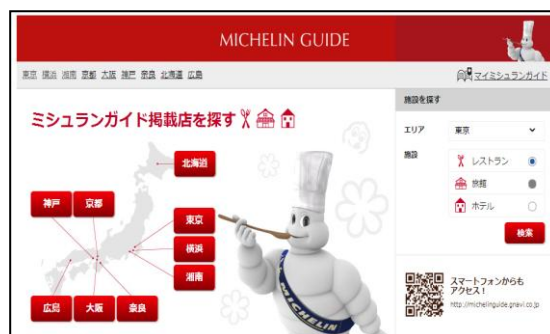 MICHELIN GUIDE
東京 横浜 湘南 京都 大阪 神戸 奈良 北海道 広島
マイミシュランガイド
ミシュランガイド掲載店を探す
北海道
神戸
京都
東京
横浜
湘南
広島
大阪
奈良
MICHELIN
施設を探す
エリア 東京
施設 レストラン
旅館
ホテル
検索
スマートフォンからも
アクセス!
http://michelinguide.gnavi.co.jp